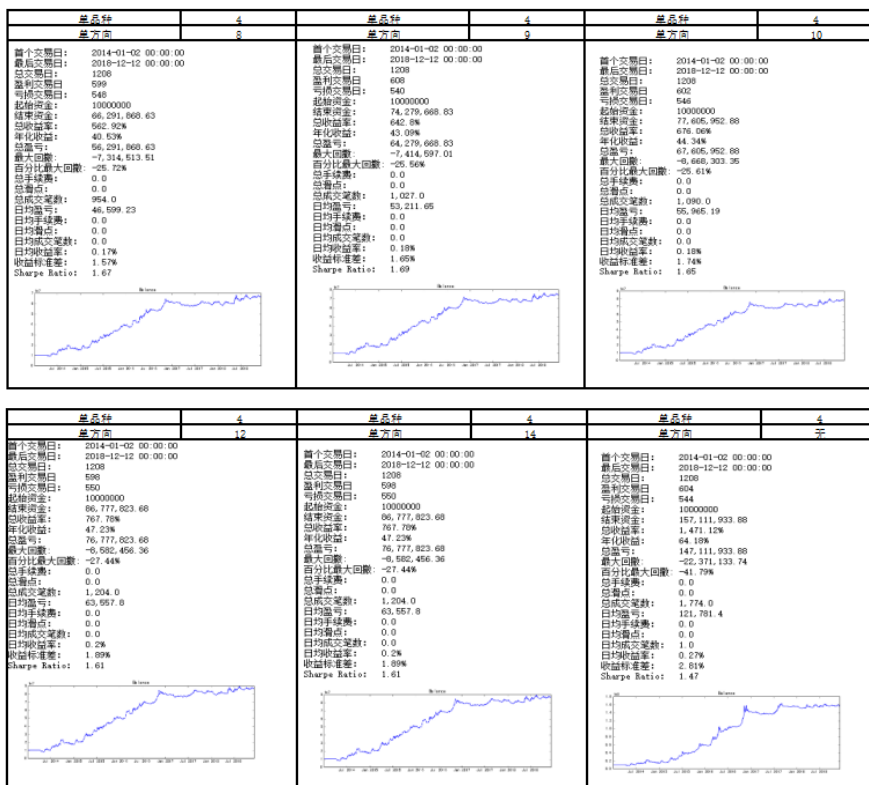 单品种 4
单方向 8
首个交易日: 2014-01-02 00:00:00
最后交易日: 2018-12-12 00:00:00
总交易日: 1208
盈利交易日 599
亏损交易日: 548
起始资金: 10000000
结束资金: 66,291,868.63
总收益率: 562.92%
年化收益: 40.53%
总盈亏: 56,291,868.63
最大回撤: -7,314,513.51
百分比最大回撤: -25.72%
总手续费: 0.0
总滑点: 0.0
总成交笔数: 954.0
日均盈亏: 46,599.23
日均手续费: 0.0
日均滑点: 0.0
日均成交笔数: 0.0
日均收益率: 0.17%
收益标准差: 1.57%
Sharpe Ratio: 1.67
Balance
单品种 4
单方向 9
首个交易日: 2014-01-02 00:00:00
最后交易日: 2018-12-12 00:00:00
总交易日: 1208
盈利交易日 608
亏损交易日: 540
起始资金: 10000000
结束资金: 74,279,668.83
总收益率: 642.8%
年化收益: 43.09%
总盈亏: 64,279,668.83
最大回撤: -7,414,597.01
百分比最大回撤: -25.56%
总手续费: 0.0
总滑点: 0.0
总成交笔数: 1,027.0
日均盈亏: 53,211.65
日均手续费: 0.0
日均滑点: 0.0
日均成交笔数: 0.0
日均收益率: 0.18%
收益标准差: 1.65%
Sharpe Ratio: 1.69
Balance
单品种 4
单方向 10
首个交易日: 2014-01-02 00:00:00
最后交易日: 2018-12-12 00:00:00
总交易日: 1208
盈利交易日 602
亏损交易日: 546
起始资金: 10000000
结束资金: 77,605,952.88
总收益率: 676.06%
年化收益: 44.34%
总盈亏: 67,605,952.88
最大回撤: -8,668,303.35
百分比最大回撤: -25.61%
总手续费: 0.0
总滑点: 0.0
总成交笔数: 1,090.0
日均盈亏: 55,965.19
日均手续费: 0.0
日均滑点: 0.0
日均成交笔数: 0.0
日均收益率: 0.18%
收益标准差: 1.74%
Sharpe Ratio: 1.65
Balance
单品种 4
单方向 12
首个交易日: 2014-01-02 00:00:00
最后交易日: 2018-12-12 00:00:00
总交易日: 1208
盈利交易日 598
亏损交易日: 550
起始资金: 10000000
结束资金: 86,777,823.68
总收益率: 767.78%
年化收益: 47.23%
总盈亏: 76,777,823.68
最大回撤: -8,582,456.36
百分比最大回撤: -27.44%
总手续费: 0.0
总滑点: 0.0
总成交笔数: 1,204.0
日均盈亏: 63,557.8
日均手续费: 0.0
日均滑点: 0.0
日均成交笔数: 0.0
日均收益率: 0.2%
收益标准差: 1.89%
Sharpe Ratio: 1.61
Balance
单品种 4
单方向 14
首个交易日: 2014-01-02 00:00:00
最后交易日: 2018-12-12 00:00:00
总交易日: 1208
盈利交易日 598
亏损交易日: 550
起始资金: 10000000
结束资金: 86,777,823.68
总收益率: 767.78%
年化收益: 47.23%
总盈亏: 76,777,823.68
最大回撤: -8,582,456.36
百分比最大回撤: -27.44%
总手续费: 0.0
总滑点: 0.0
总成交笔数: 1,204.0
日均盈亏: 63,557.8
日均手续费: 0.0
日均滑点: 0.0
日均成交笔数: 0.0
日均收益率: 0.2%
收益标准差: 1.89%
Sharpe Ratio: 1.61
Balance
单品种 4
单方向 无
首个交易日: 2014-01-02 00:00:00
最后交易日: 2018-12-12 00:00:00
总交易日: 1208
盈利交易日 604
亏损交易日: 544
起始资金: 10000000
结束资金: 157,111,933.88
总收益率: 1,471.12%
年化收益: 64.18%
总盈亏: 147,111,933.88
最大回撤: -22,371,133.74
百分比最大回撤: -41.79%
总手续费: 0.0
总滑点: 0.0
总成交笔数: 1,774.0
日均盈亏: 121,781.4
日均手续费: 0.0
日均滑点: 0.0
日均成交笔数: 1.0
日均收益率: 0.27%
收益标准差: 2.81%
Sharpe Ratio: 1.47
Balance